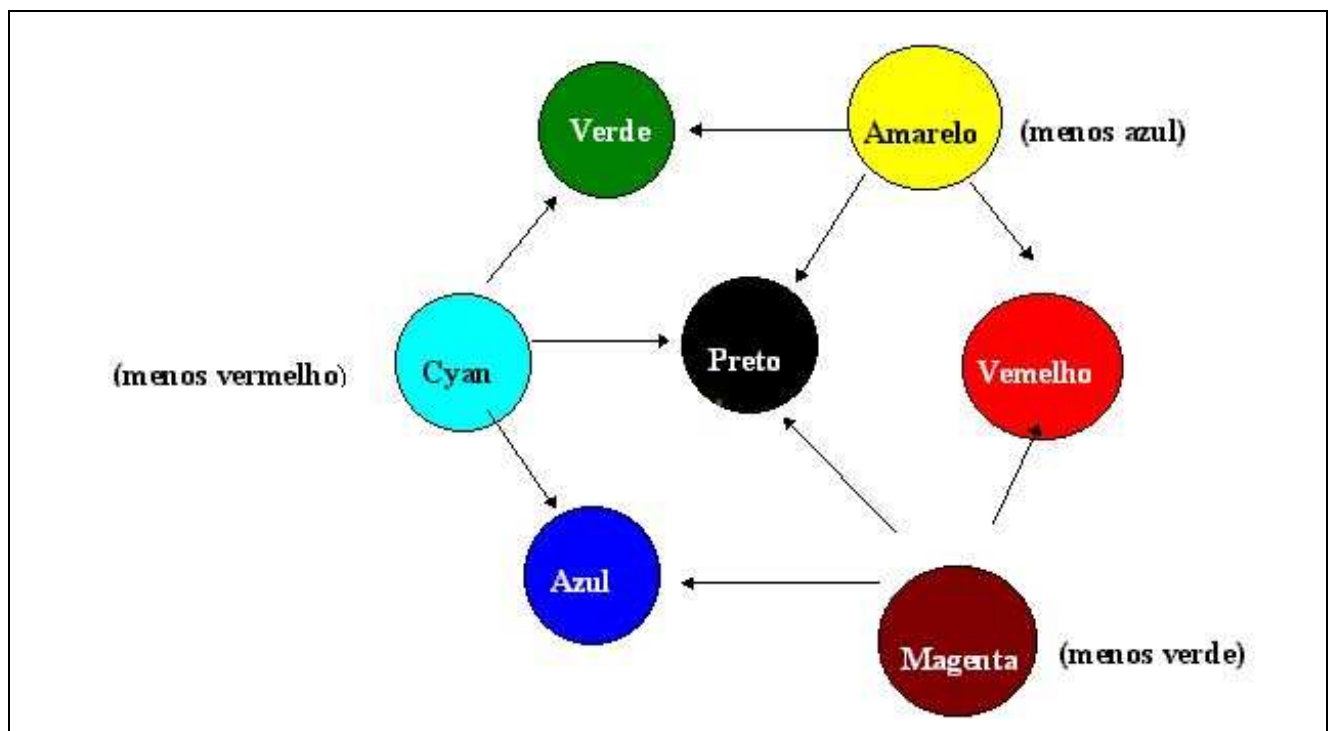 Verde
Amarelo
(menos azul)
Preto
Vemelho
Cyan
(menos vermelho)
Azul
Magenta
(menos verde)